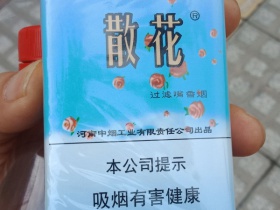 散花®
过滤嘴香烟
河南中烟工业有限责任公司出品
本公司提示
吸烟有害健康